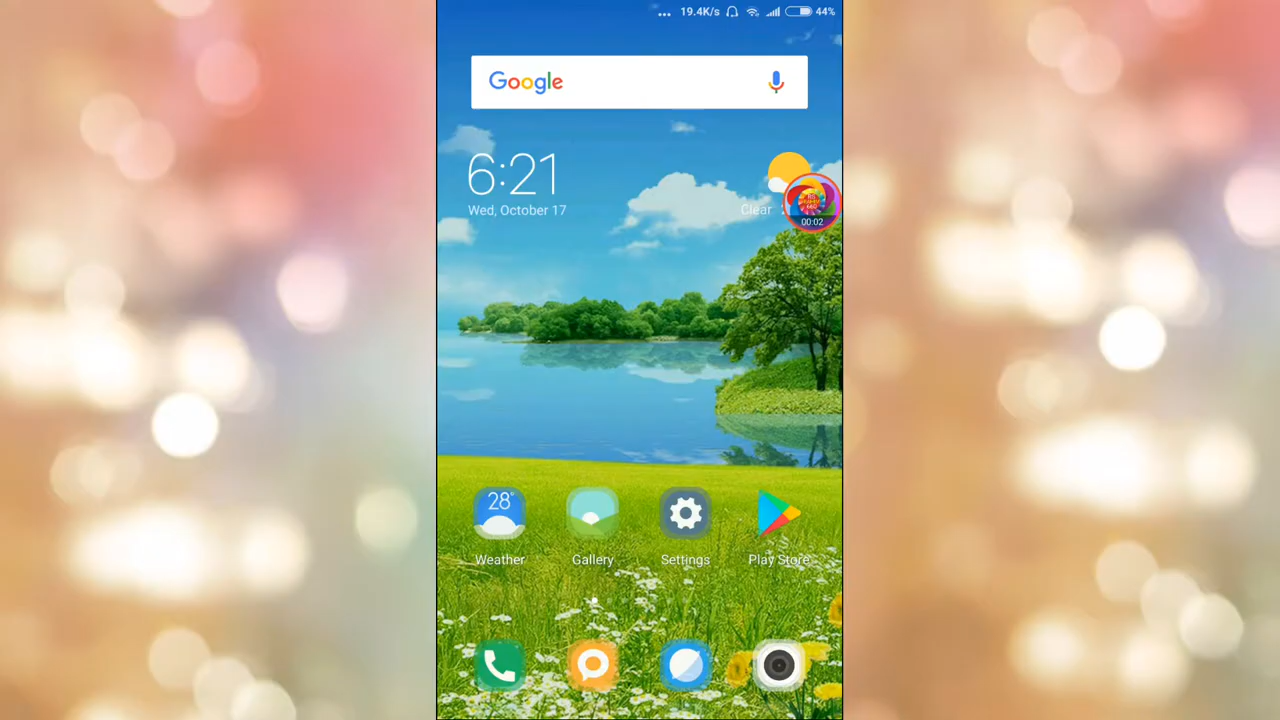 ... 19.4K/s 44%
Google
6:21
Wed, October 17
Clear
00:02
28°
Weather Gallery Settings Play Store